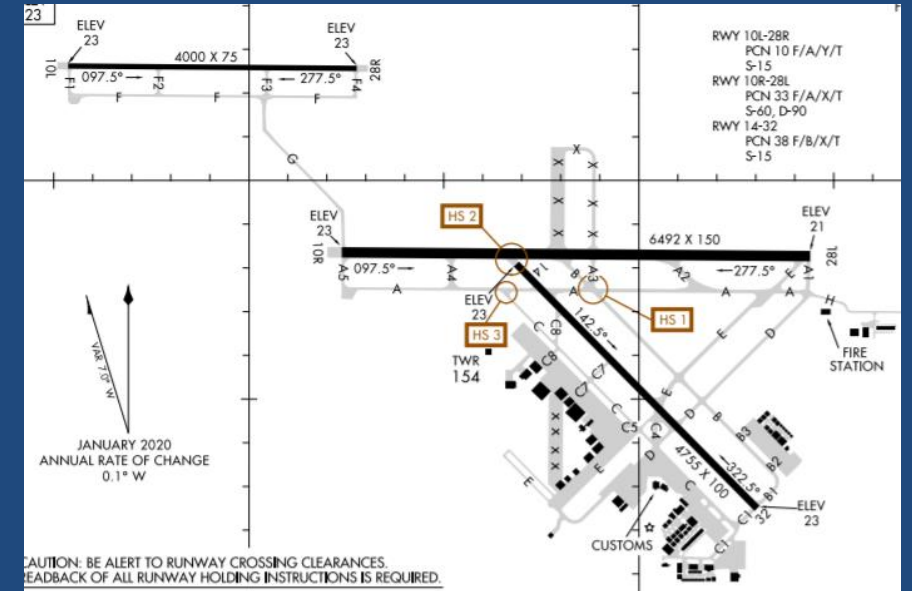 23
ELEV
23
ELEV
23
4000 X 75
10L
28R
097.5°
277.5°
F1
F2
F3
F4
F
F
F
G
RWY 10L-28R
PCN 10 F/A/Y/T
S-15
RWY 10R-28L
PCN 33 F/A/X/T
S-60, D-90
RWY 14-32
PCN 38 F/B/X/T
S-15
X
X
X
X
X
X
X
X
HS 2
ELEV
23
ELEV
21
6492 X 150
10R
28L
097.5°
277.5°
A5
A4
14
B
A3
A2
E
A1
A
A
A
A
H
ELEV
23
HS 3
HS 1
142.5°
C
C8
C8
C7
C7
C
E
D
FIRE
STATION
TWR
154
VAR 7.0° W
JANUARY 2020
ANNUAL RATE OF CHANGE
0.1° W
X
X
X
X
C5
C4
E
D
B
B3
B2
B1
D
C
E
E
4755 X 100
322.5°
32
C1
C1
ELEV
23
CUSTOMS
CAUTION: BE ALERT TO RUNWAY CROSSING CLEARANCES.
READBACK OF ALL RUNWAY HOLDING INSTRUCTIONS IS REQUIRED.